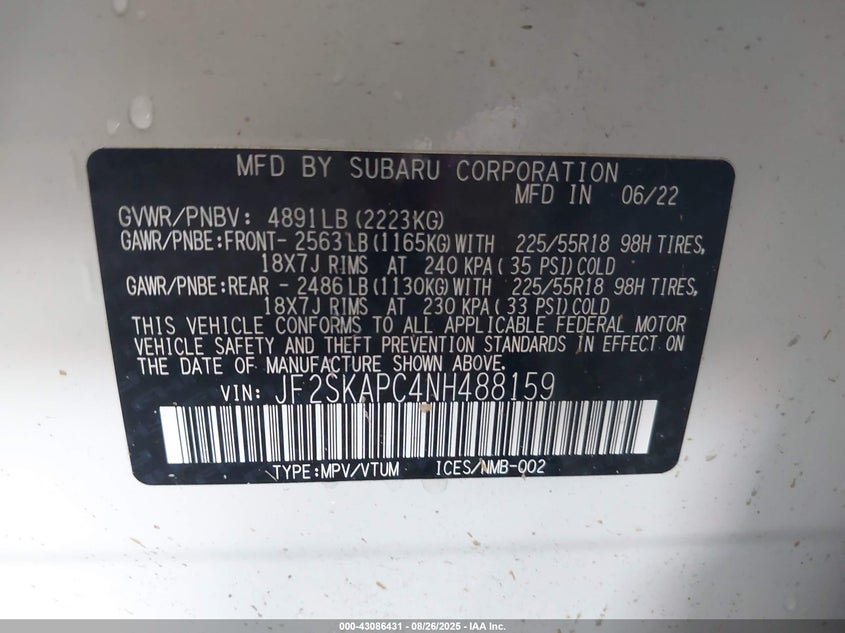 MFD BY SUBARU CORPORATION
MFD IN 06/22
GVWR/PNBV: 4891LB (2223KG)
GAWR/PNBE:FRONT- 2563LB (1165KG)WITH 225/55R18 98H TIRES,
18X7J RIMS AT 240 KPA( 35 PSI)COLD
GAWR/PNBE:REAR - 2486LB (1130KG)WITH 225/55R18 98H TIRES,
18X7J RIMS AT 230 KPA( 33 PSI)COLD
THIS VEHICLE CONFORMS TO ALL APPLICABLE FEDERAL MOTOR
VEHICLE SAFETY AND THEFT PREVENTION STANDARDS IN EFFECT ON
THE DATE OF MANUFACTURE SHOWN ABOVE.
VIN: JF2SKAPC4NH488159
TYPE:MPV/VTUM ICES/NMB-002
000-43086431 - 08/26/2025 - IAA Inc.